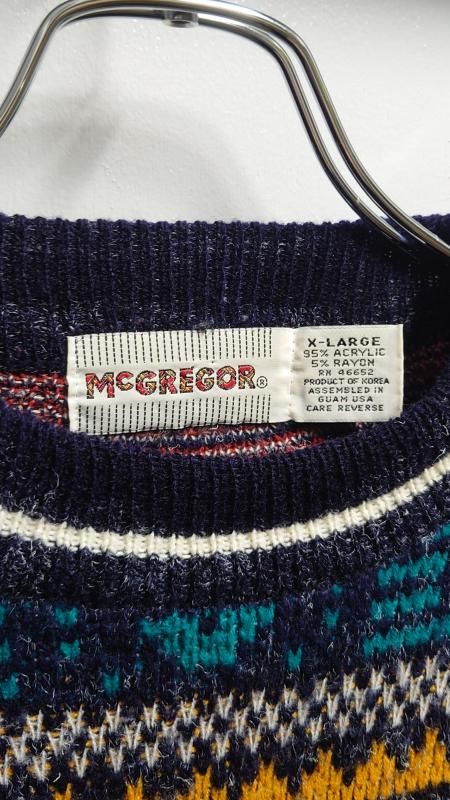 McGREGOR®
X-LARGE
95% ACRYLIC
5% RAYON
RN 46652
PRODUCT OF KOREA
ASSEMBLED IN
GUAM USA
CARE REVERSE